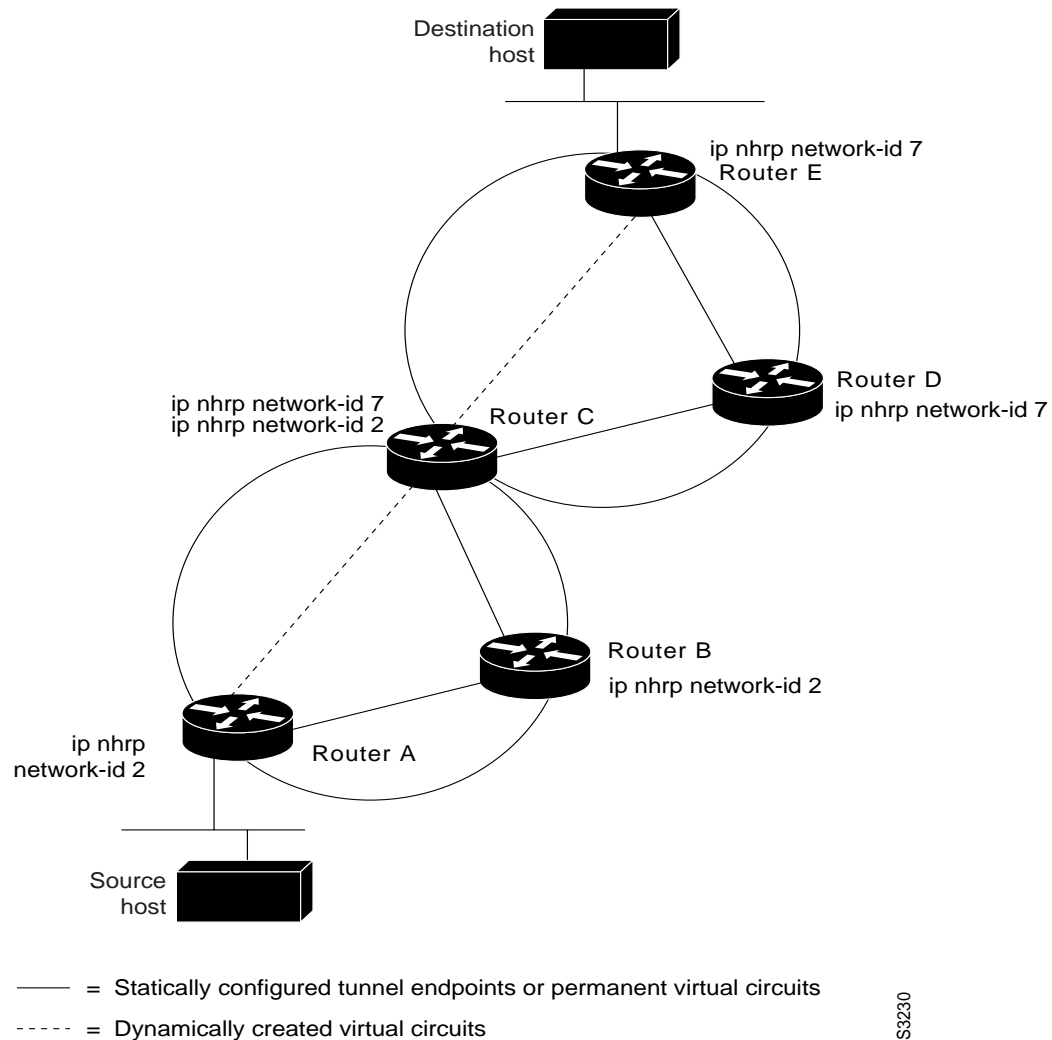 Destination
host
ip nhrp network-id 7
Router E
Router D
ip nhrp network-id 7
ip nhrp network-id 7
ip nhrp network-id 2
Router C
Router B
ip nhrp network-id 2
ip nhrp
network-id 2
Router A
Source
host
= Statically configured tunnel endpoints or permanent virtual circuits
= Dynamically created virtual circuits
S3230